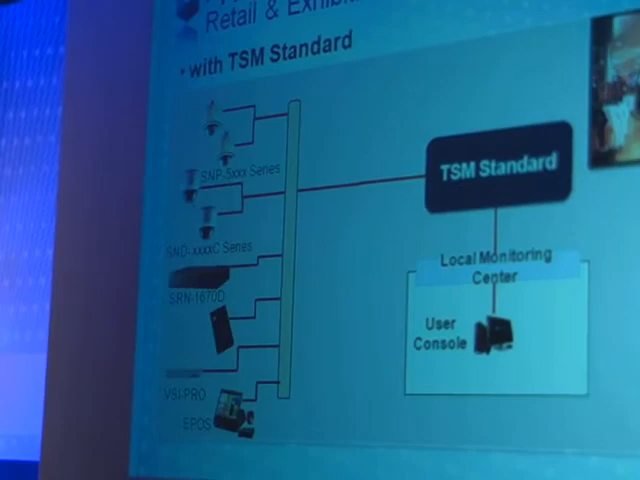 Retail &
• with TSM Standard
SNP-5xxx Series
SND-xxxxC Series
SRN-1670D
VSI-PRO
EPOS
TSM Standard
Local Monitoring
Center
User
Console